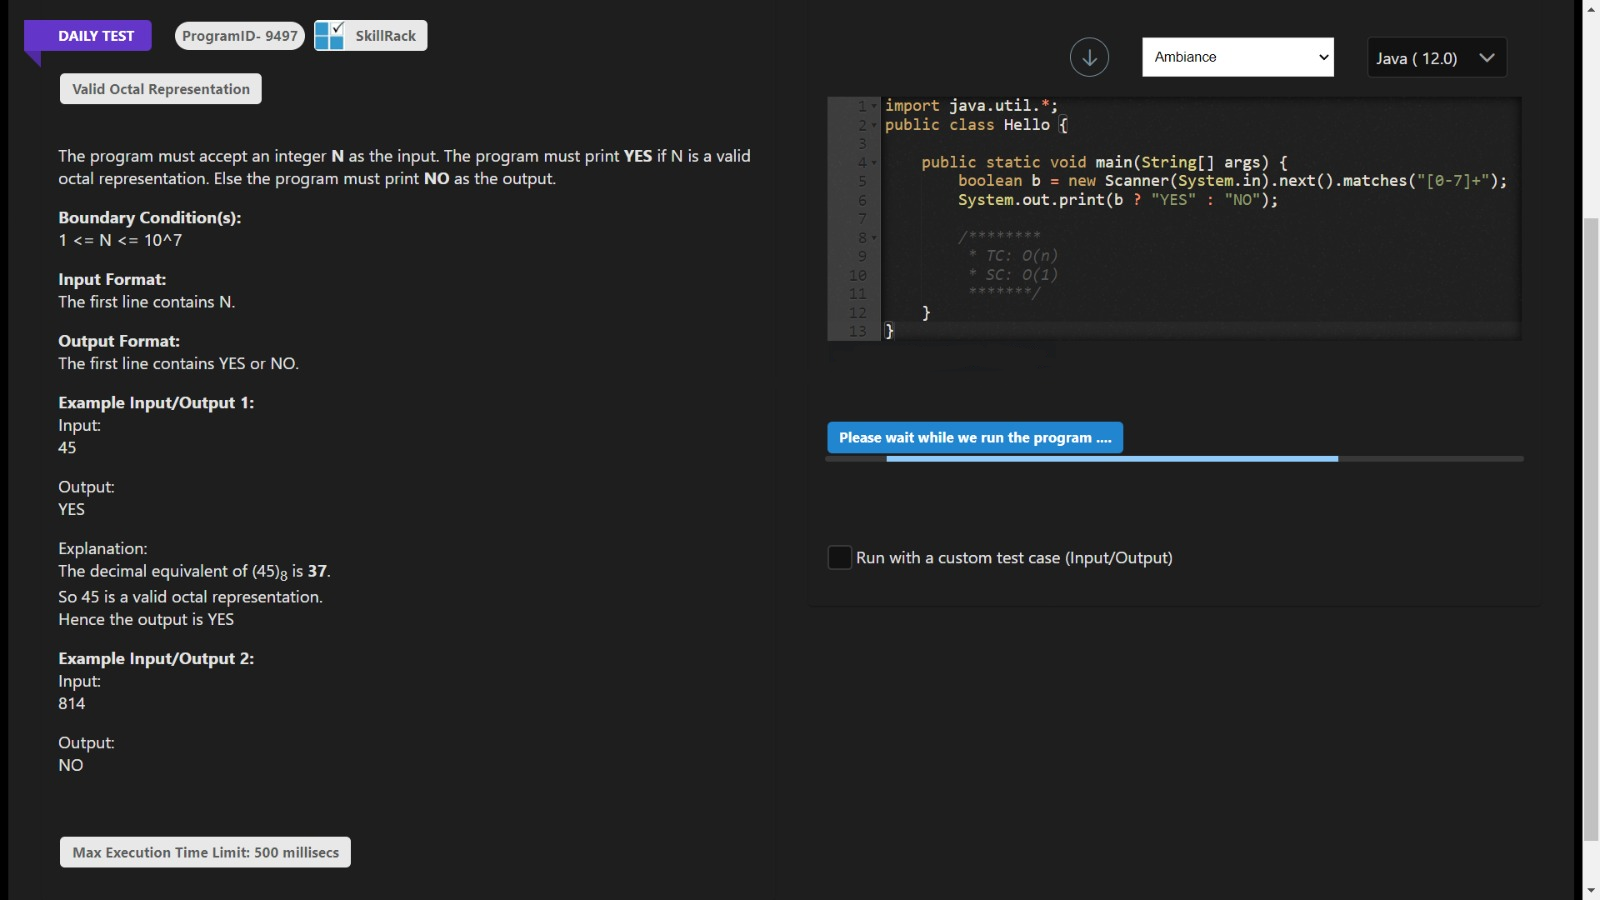 DAILY TEST
ProgramID- 9497
SkillRack
Valid Octal Representation
The program must accept an integer N as the input. The program must print YES if N is a valid
octal representation. Else the program must print NO as the output.
Boundary Condition(s):
1 <= N <= 10^7
Input Format:
The first line contains N.
Output Format:
The first line contains YES or NO.
Example Input/Output 1:
Input:
45
Output:
YES
Explanation:
The decimal equivalent of (45)8 is 37.
So 45 is a valid octal representation.
Hence the output is YES
Example Input/Output 2:
Input:
814
Output:
NO
Max Execution Time Limit: 500 millisecs
Ambiance
Java ( 12.0)
1 import java.util.*;
2 public class Hello {
3
4     public static void main(String[] args) {
5         boolean b = new Scanner(System.in).next().matches("[0-7]+");
6         System.out.print(b ? "YES" : "NO");
7
8         /********
9          * TC: O(n)
10          * SC: O(1)
11          *******/
12     }
13 }
Please wait while we run the program ....
Run with a custom test case (Input/Output)